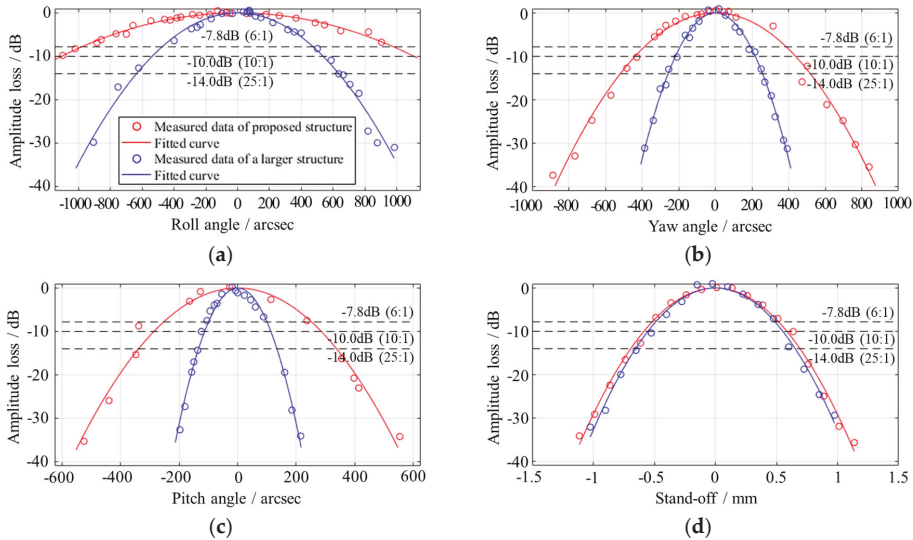 0
-10
-20
-30
-40
Amplitude loss / dB
-7.8dB (6:1)
-10.0dB (10:1)
-14.0dB (25:1)
Measured data of proposed structure
Fitted curve
Measured data of a larger structure
Fitted curve
-1000 -800 -600 -400 -200 0 200 400 600 800 1000
Roll angle / arcsec
(a)
0
-10
-20
-30
-40
Amplitude loss / dB
-7.8dB (6:1)
-10.0dB (10:1)
-14.0dB (25:1)
-1000 -800 -600 -400 -200 0 200 400 600 800 1000
Yaw angle / arcsec
(b)
0
-10
-20
-30
-40
Amplitude loss / dB
-7.8dB (6:1)
-10.0dB (10:1)
-14.0dB (25:1)
-600 -400 -200 0 200 400 600
Pitch angle / arcsec
(c)
0
-10
-20
-30
-40
Amplitude loss / dB
-7.8dB (6:1)
-10.0dB (10:1)
-14.0dB (25:1)
-1.5 -1 -0.5 0 0.5 1 1.5
Stand-off / mm
(d)